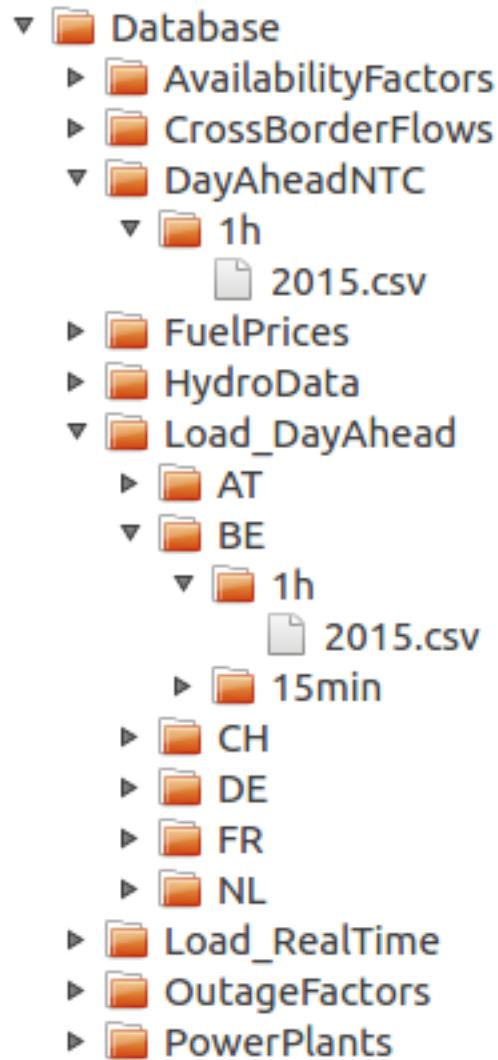 Database
AvailabilityFactors
CrossBorderFlows
DayAheadNTC
1h
2015.csv
FuelPrices
HydroData
Load_DayAhead
AT
BE
1h
2015.csv
15min
CH
DE
FR
NL
Load_RealTime
OutageFactors
PowerPlants